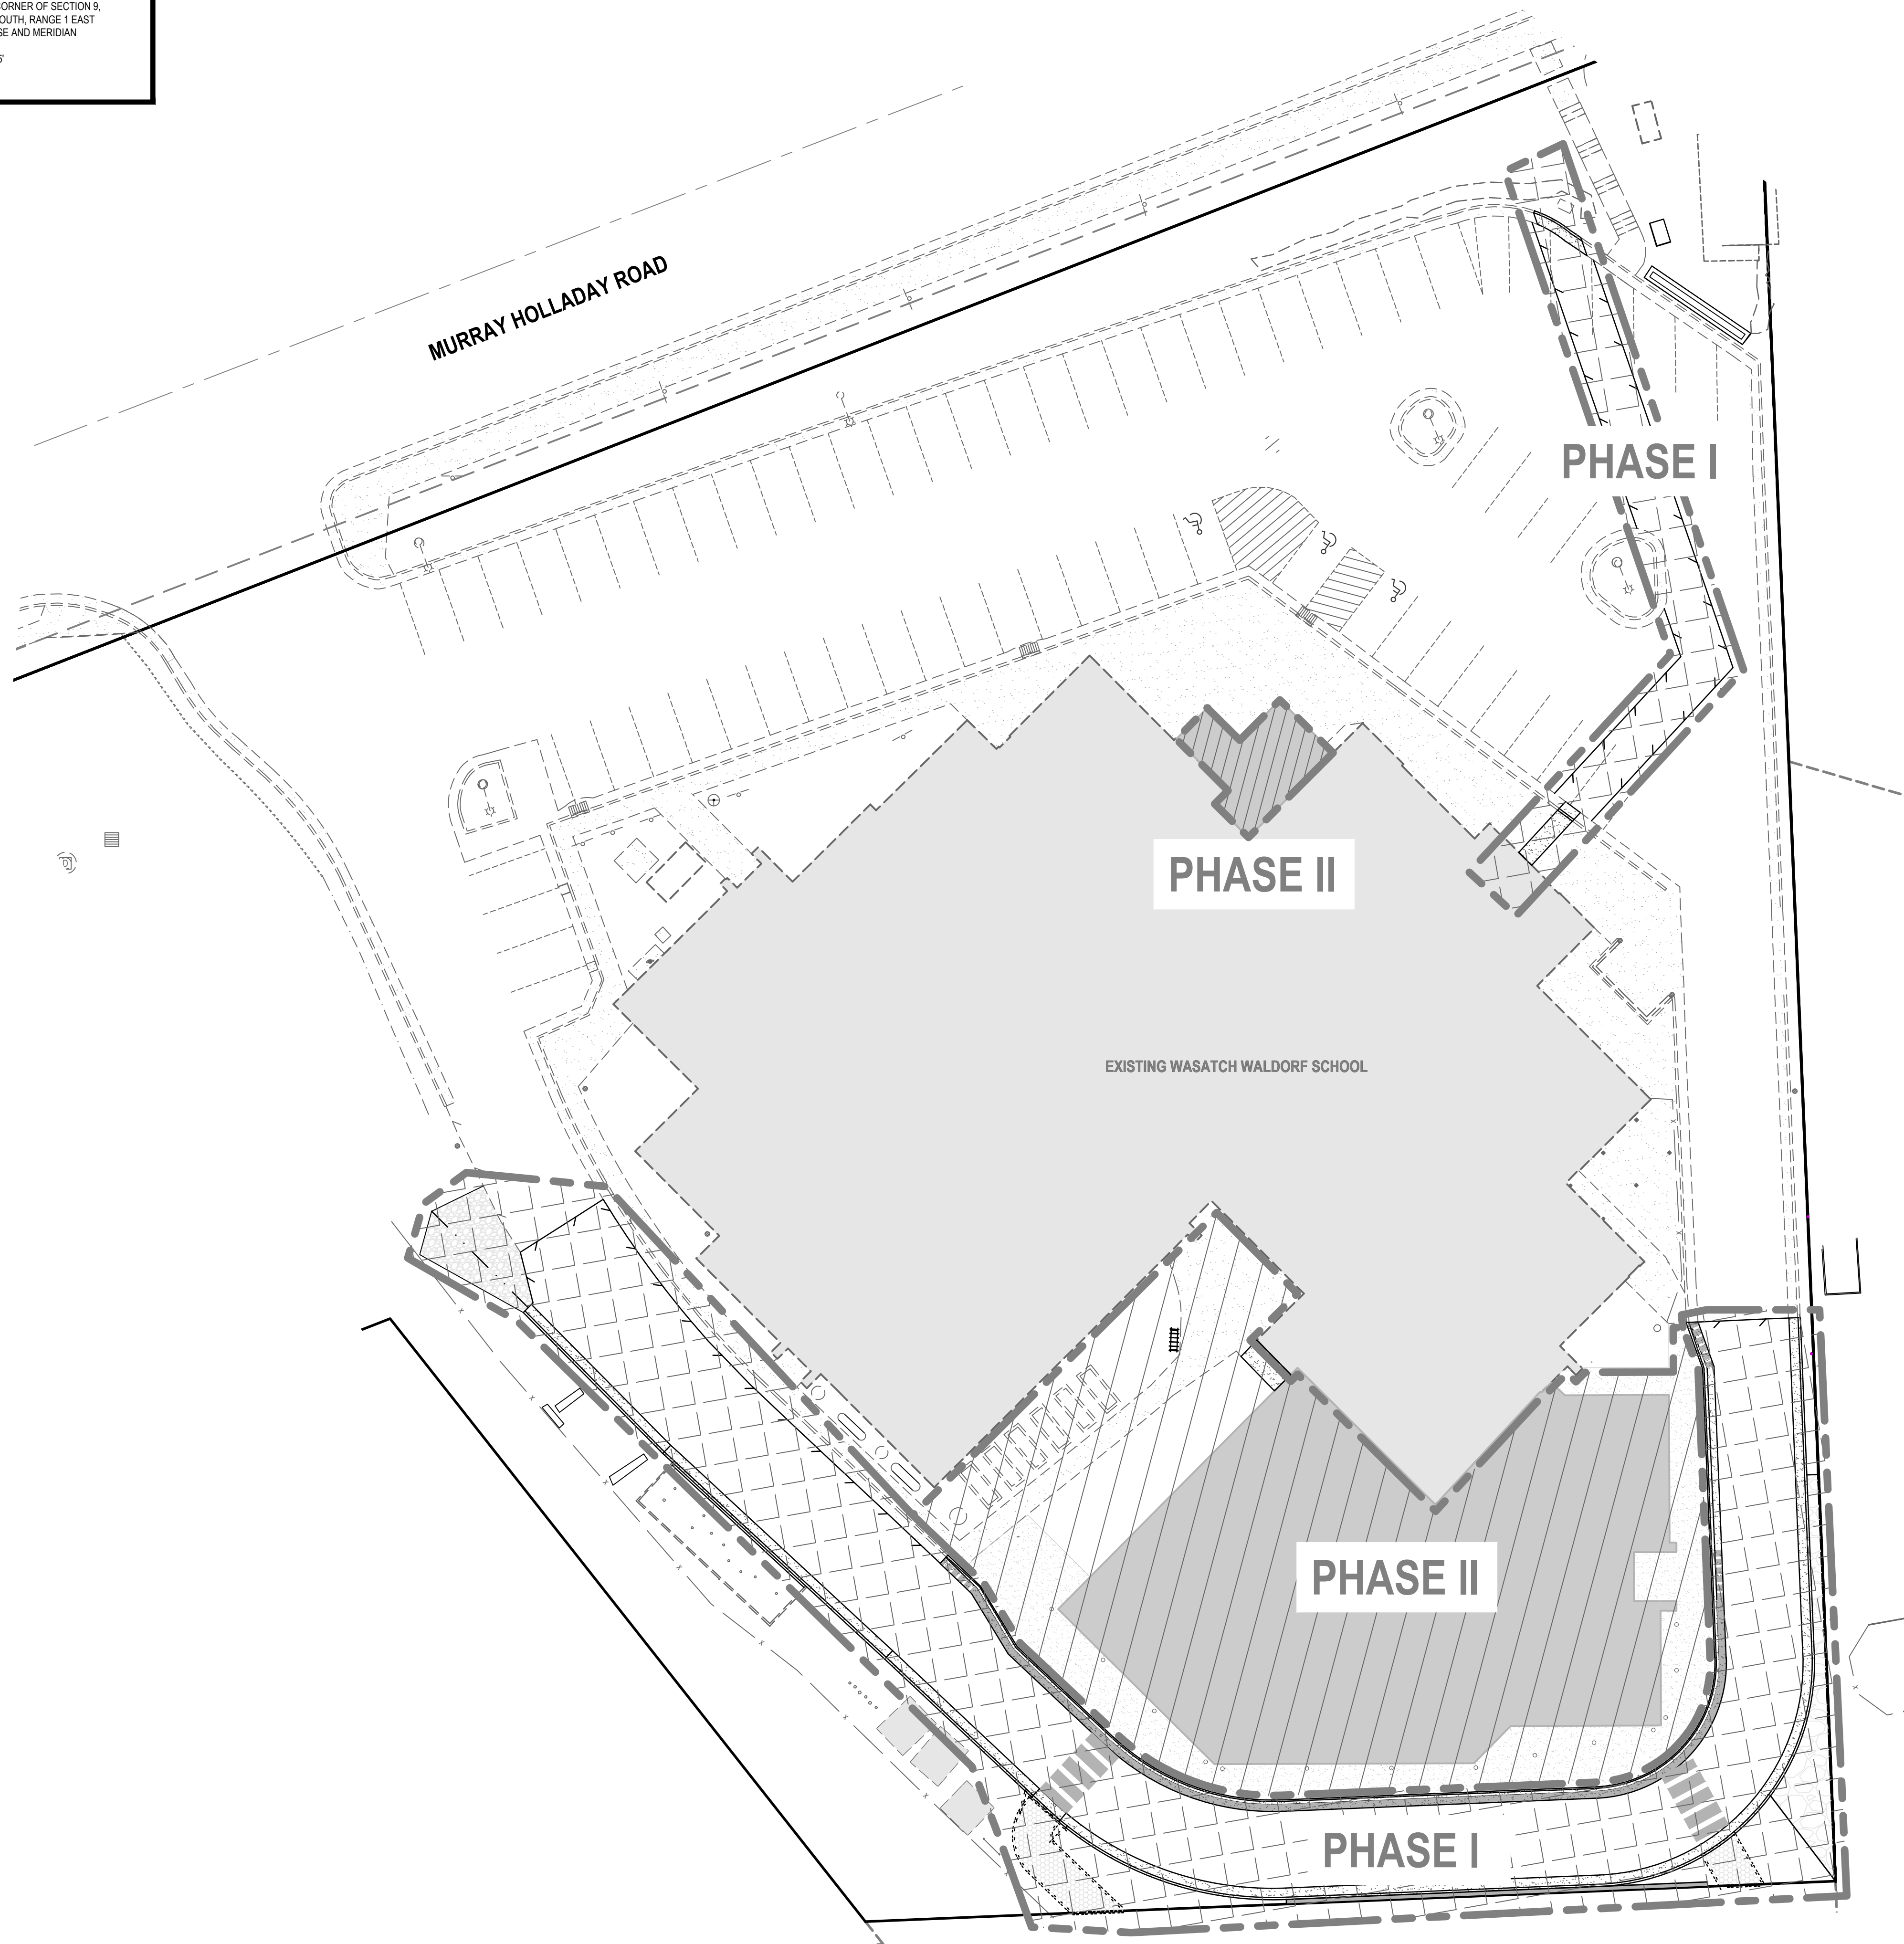 CORNER OF SECTION 9,
OUTH, RANGE 1 EAST
SE AND MERIDIAN
MURRAY HOLLADAY ROAD
PHASE I
PHASE II
EXISTING WASATCH WALDORF SCHOOL
PHASE II
PHASE I